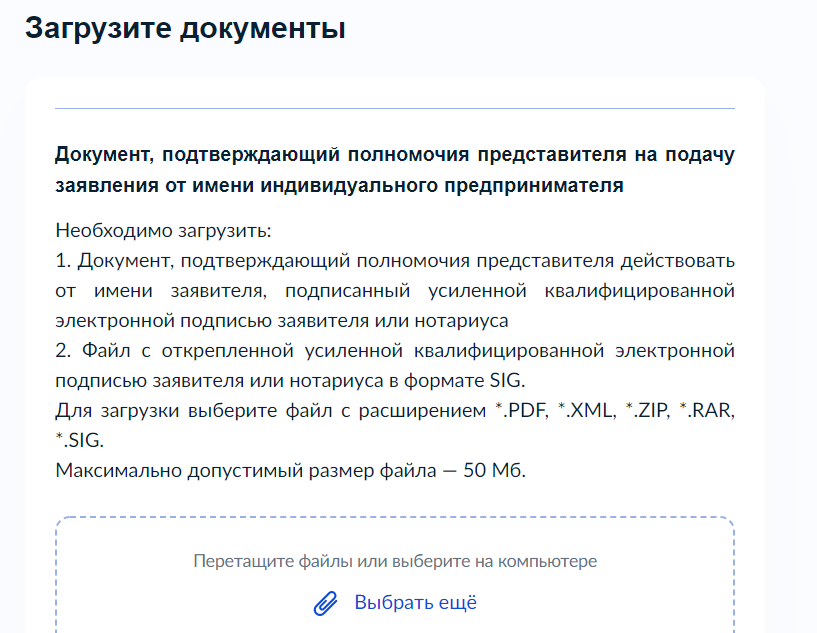 Загрузите документы
Документ, подтверждающий полномочия представителя на подачу
заявления от имени индивидуального предпринимателя
Необходимо загрузить:
1. Документ, подтверждающий полномочия представителя действовать
от имени заявителя, подписанный усиленной квалифицированной
электронной подписью заявителя или нотариуса
2. Файл с открепленной усиленной квалифицированной электронной
подписью заявителя или нотариуса в формате SIG.
Для загрузки выберите файл с расширением *.PDF, *.XML, *.ZIP, *.RAR,
*.SIG.
Максимально допустимый размер файла — 50 Мб.
Перетащите файлы или выберите на компьютере
Выбрать ещё